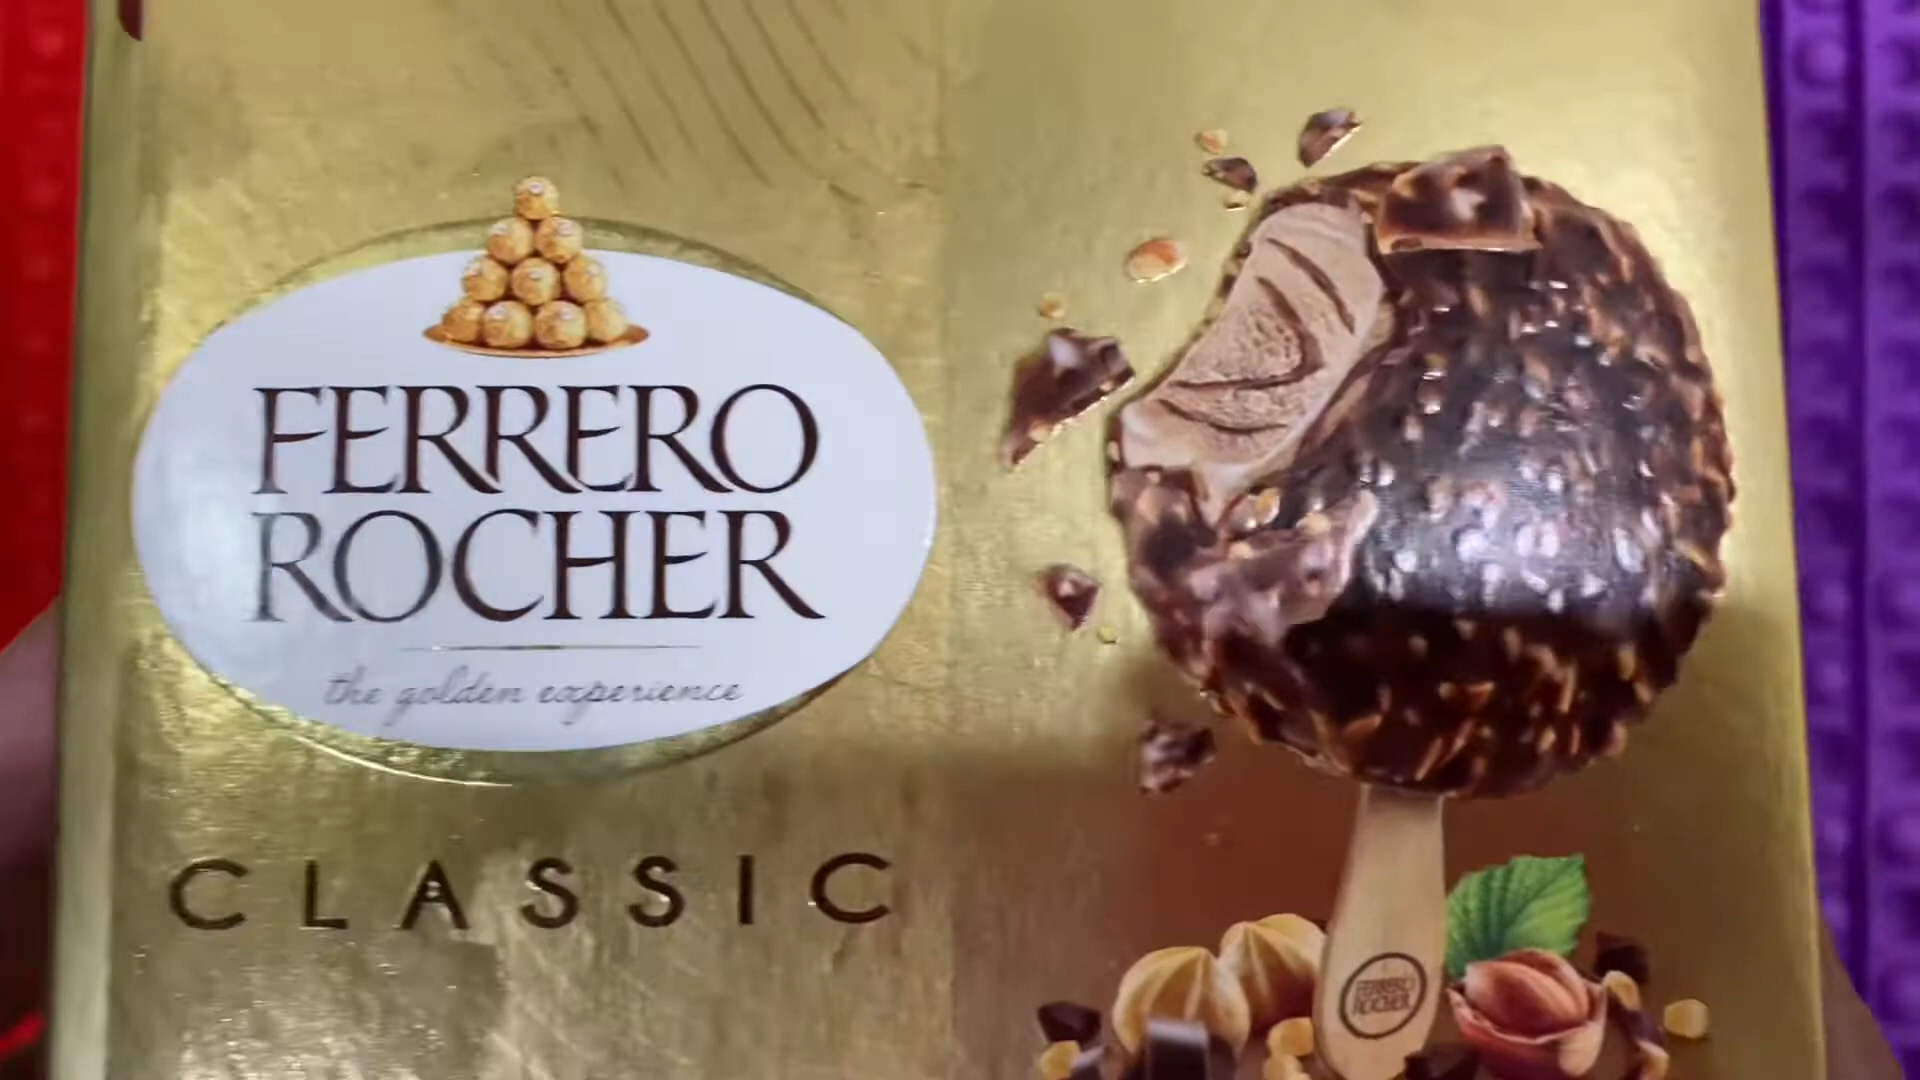 FERRERO
ROCHER
the golden experience
CLASSIC
FERRERO
ROCHER